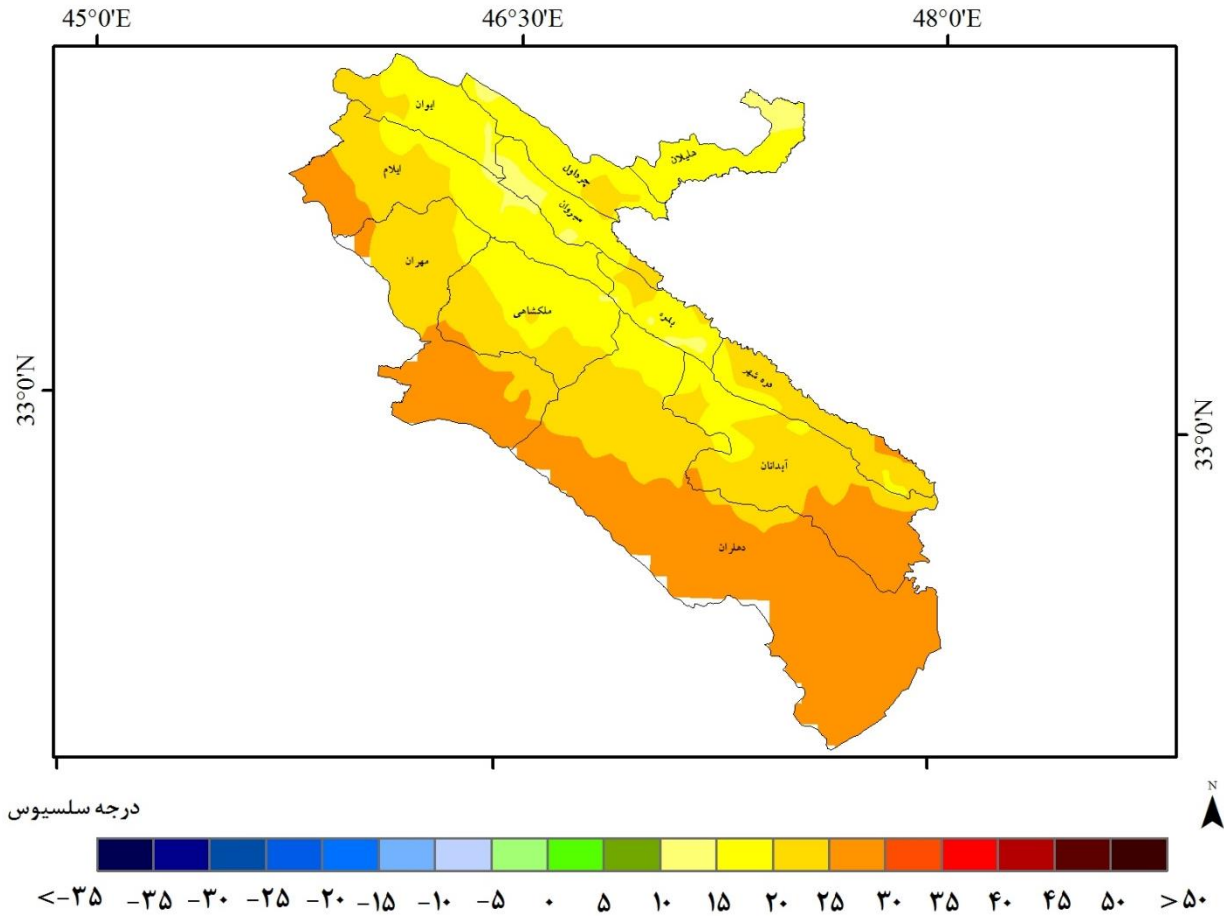 45°0'E 46°30'E 48°0'E
ایوان
هلیلان
چرداول
ایلام
سیروان
مهران
ملکشاهی
بدره
33°0'N
دره شهر
33°0'N
آبدانان
دهلران
درجه سلسیوس
N
<-۳۵ -۳۵ -۳۰ -۲۵ -۲۰ -۱۵ -۱۰ -۵ ۰ ۵ ۱۰ ۱۵ ۲۰ ۲۵ ۳۰ ۳۵ ۴۰ ۴۵ ۵۰ >۵۰